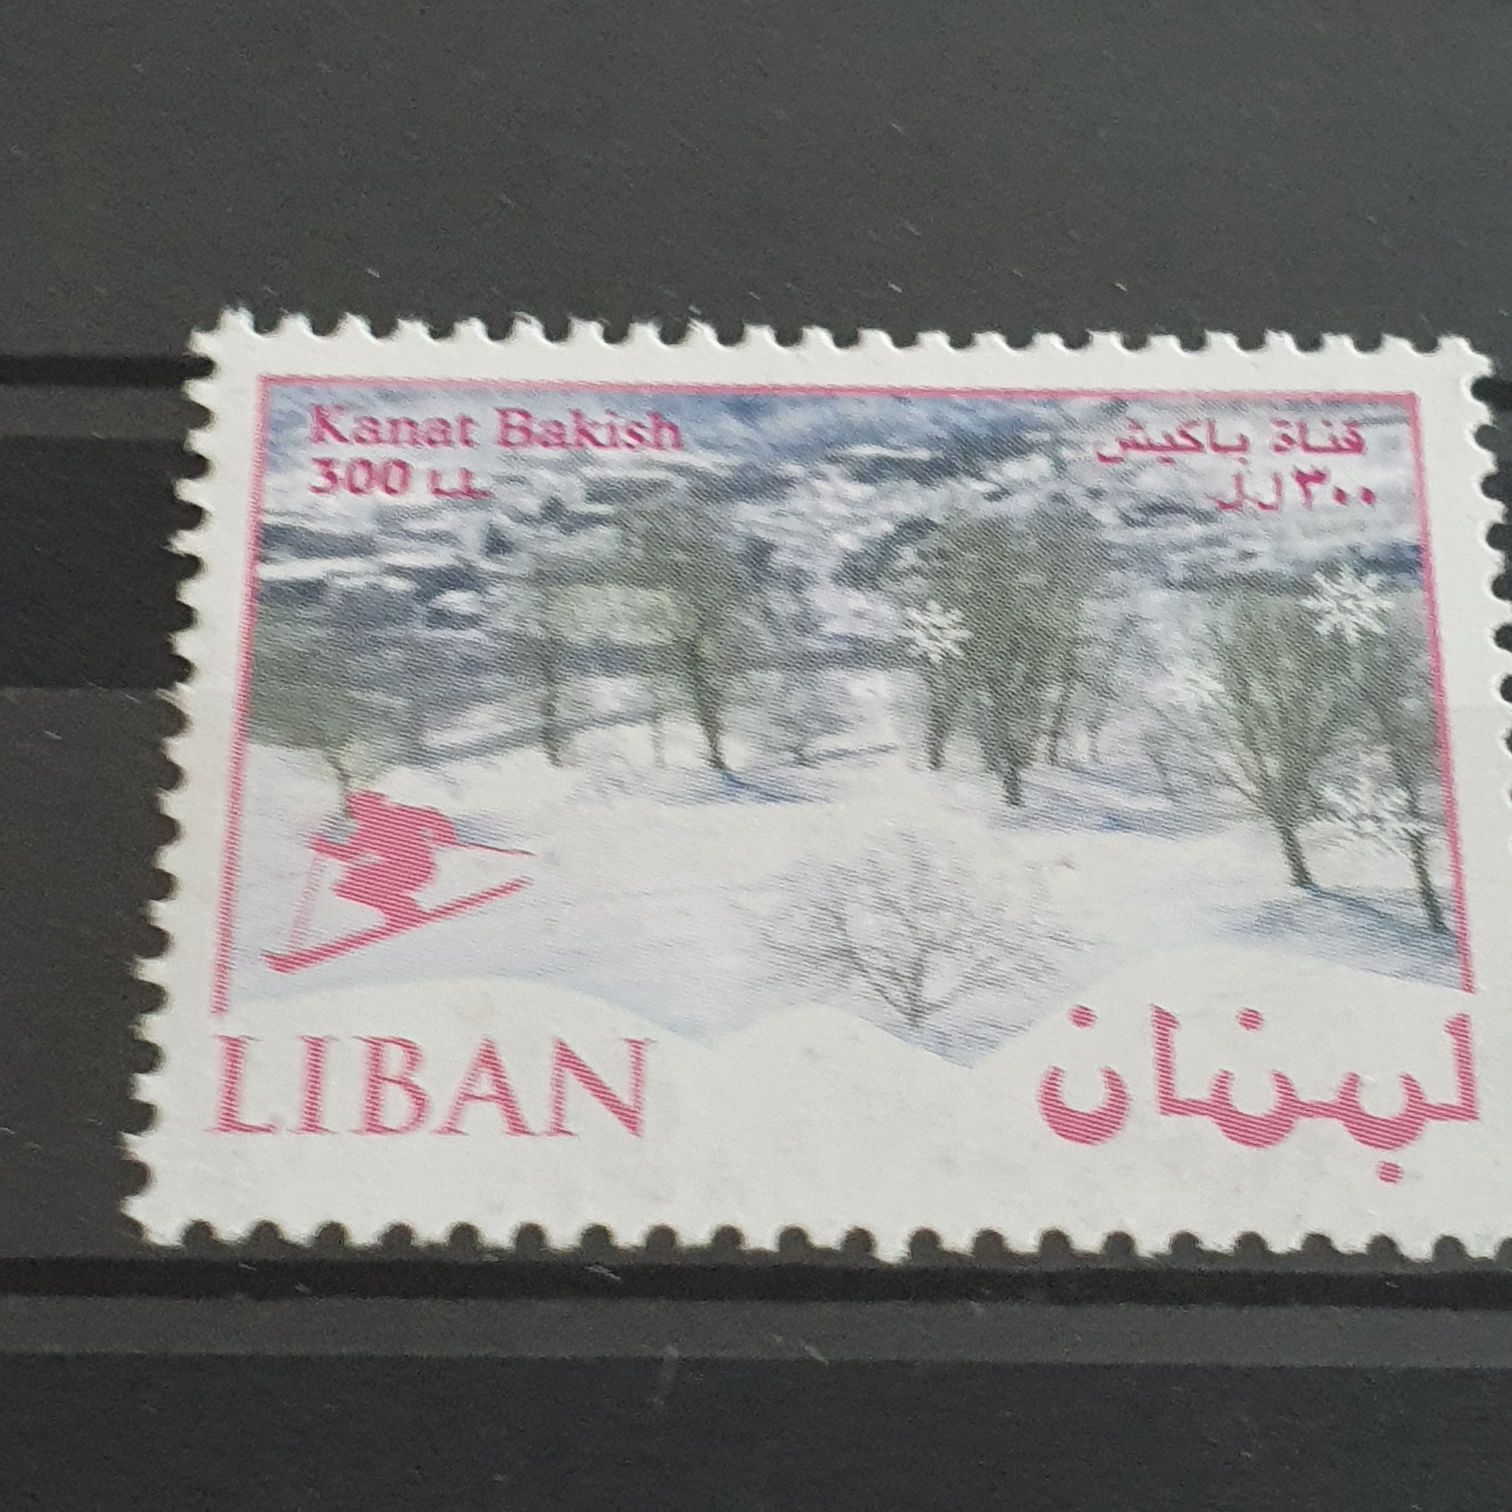 Kanat Bakish
300 L.L.
قناة باكيش
٣٠٠ ل.ل
LIBAN
لبنان